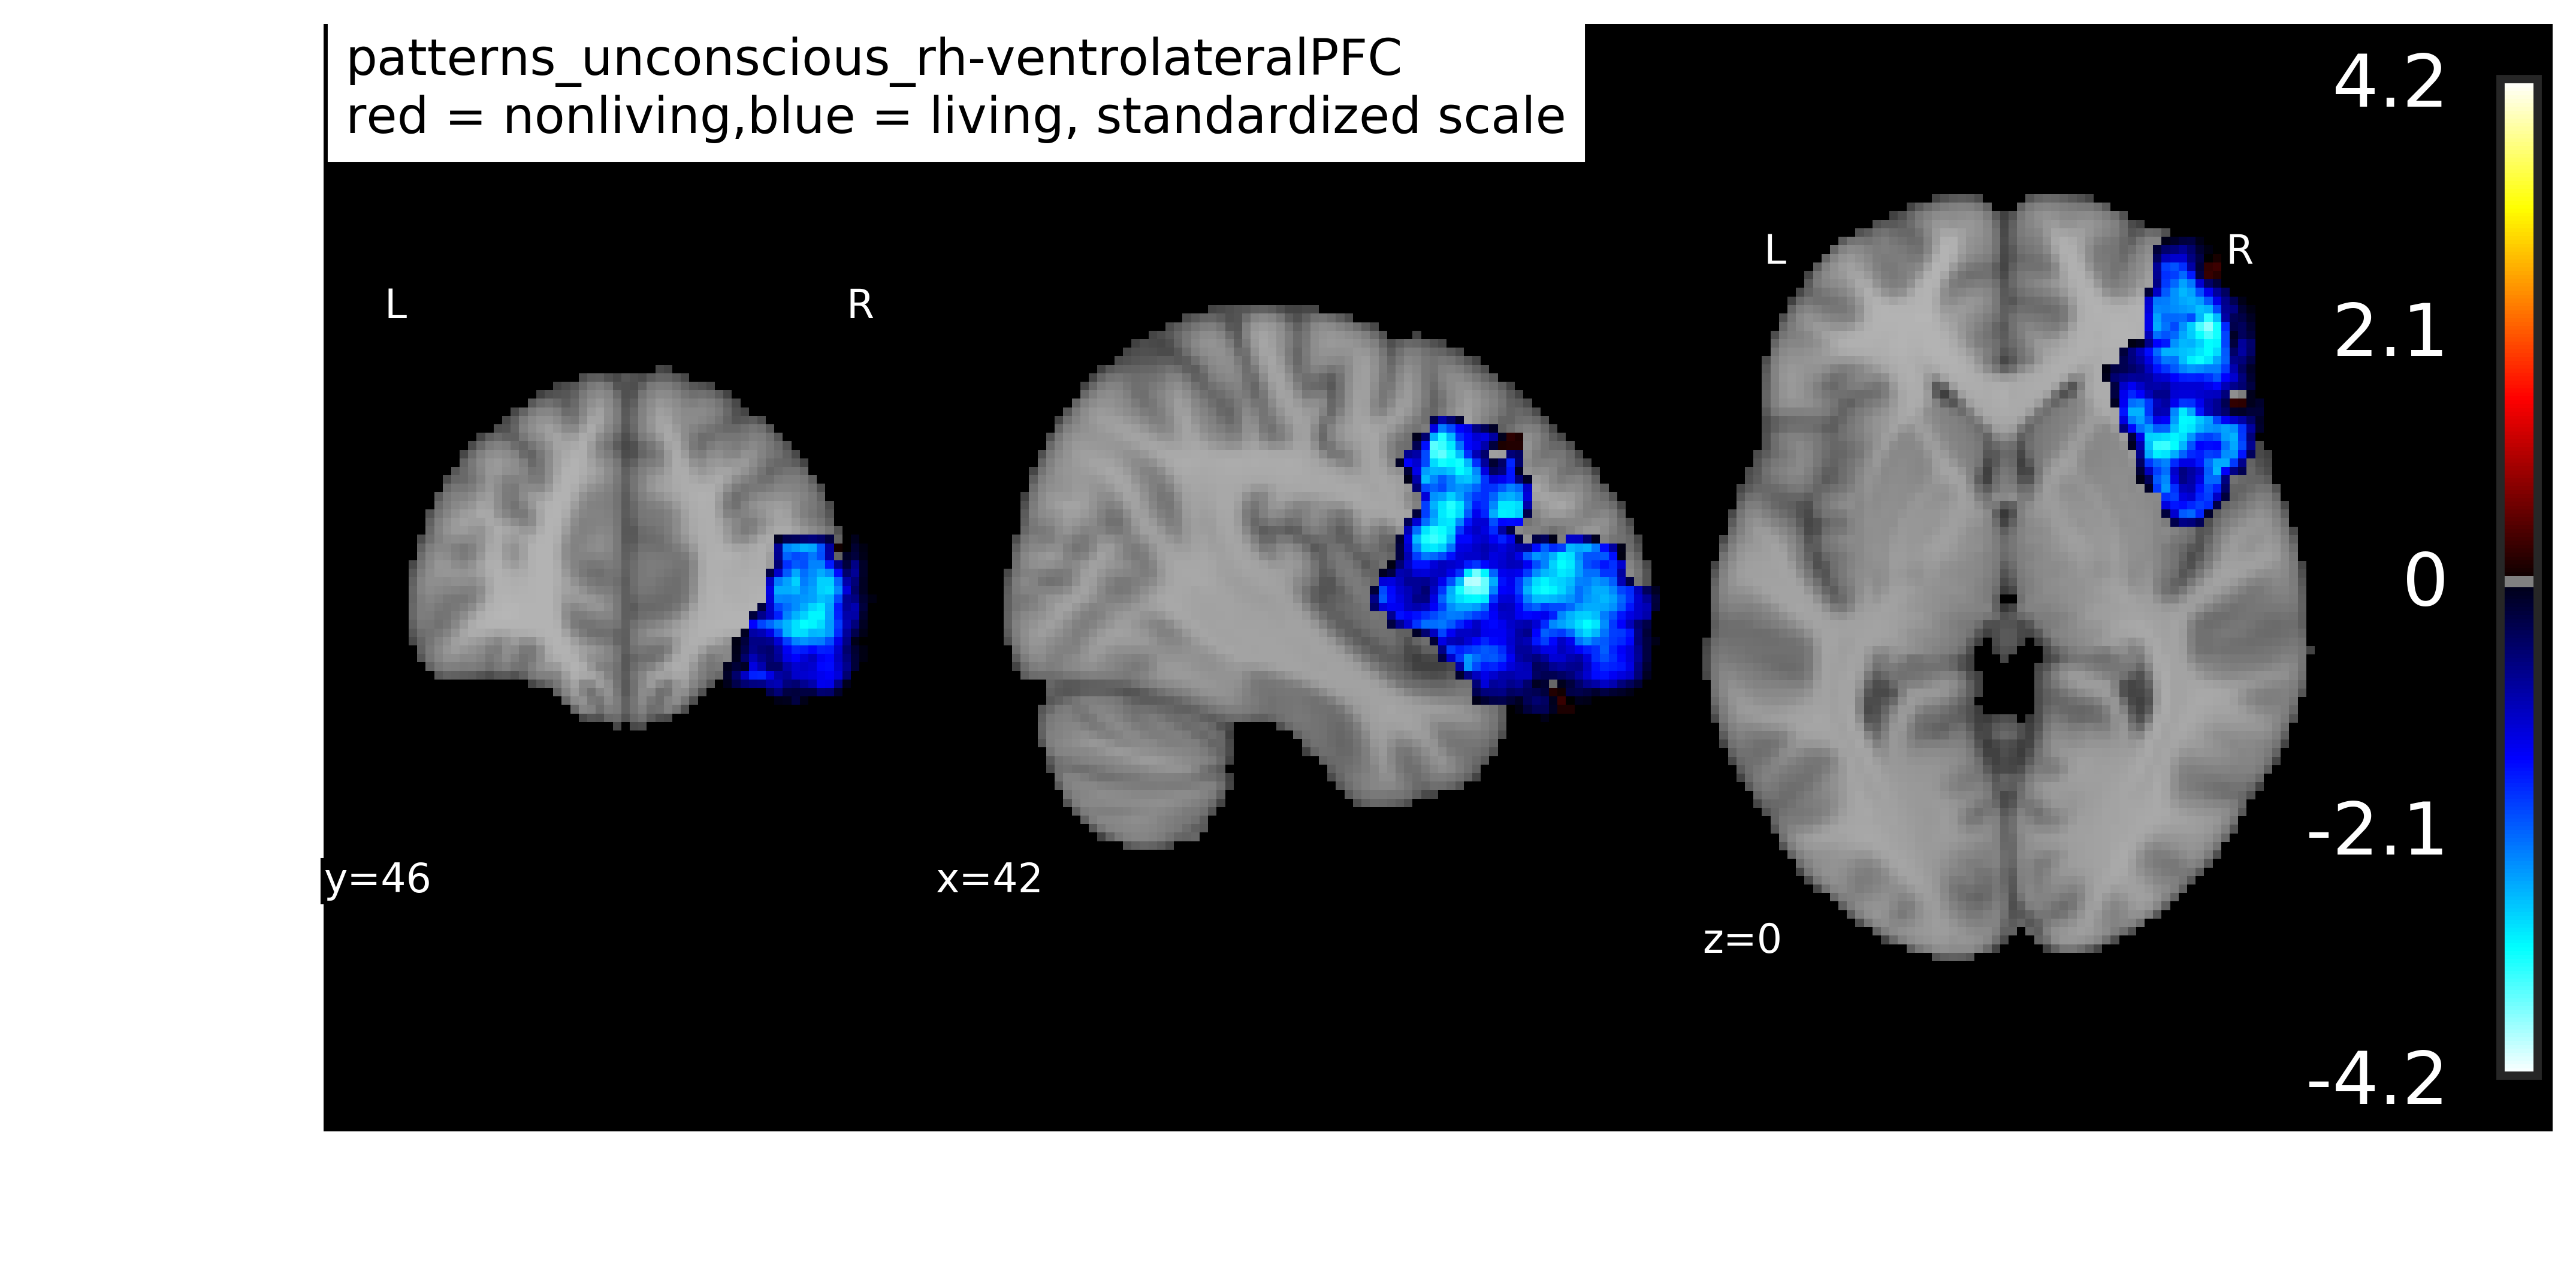 patterns_unconscious_rh-ventrolateralPFC
red = nonliving,blue = living, standardized scale
4.2
2.1
0
-2.1
-4.2
L R
L R
y=46
x=42
z=0